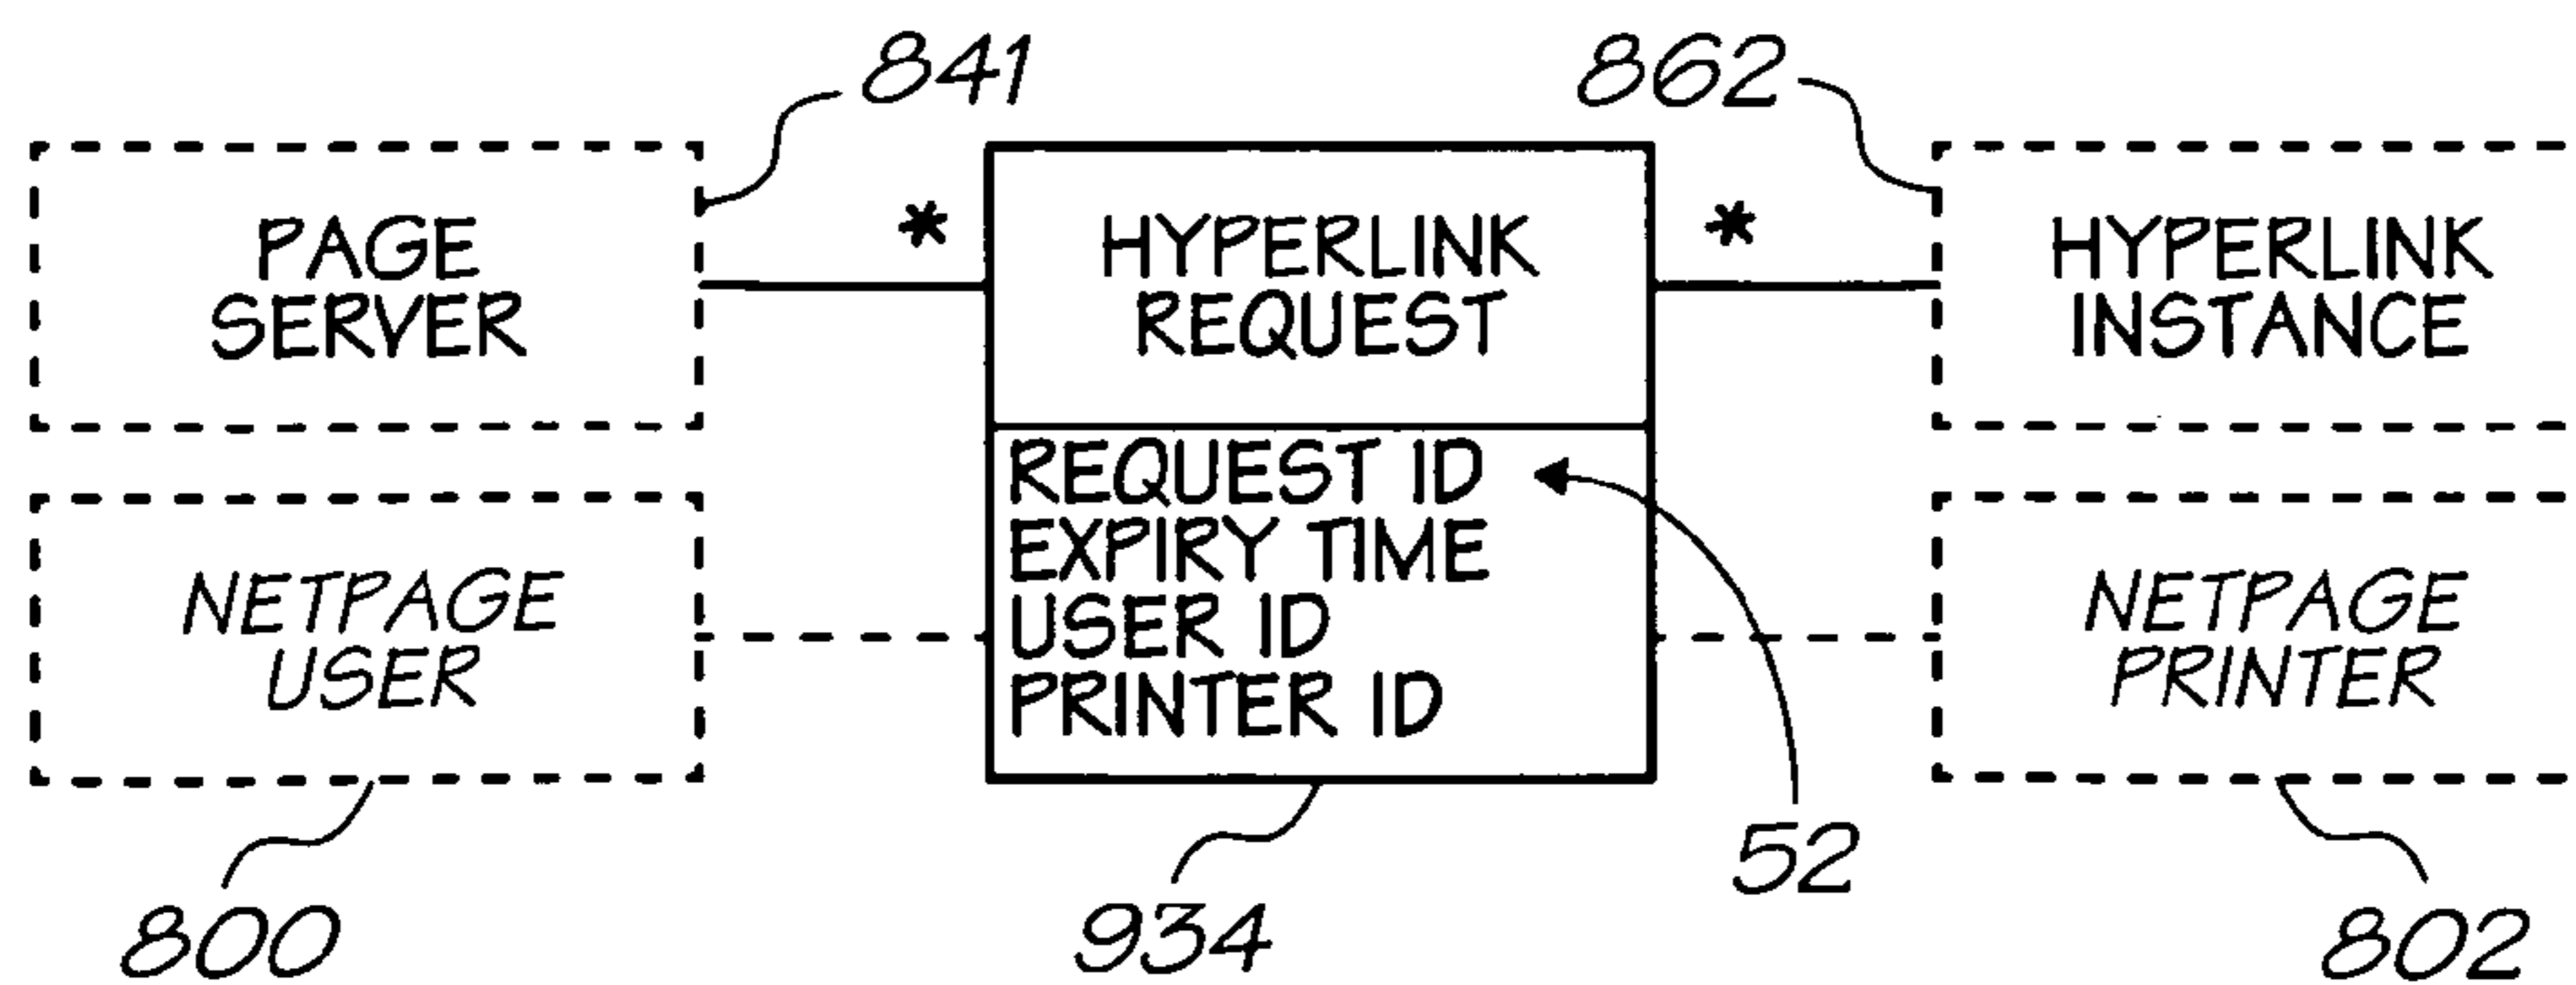 841
862
PAGE
SERVER
*
HYPERLINK
REQUEST
*
HYPERLINK
INSTANCE
REQUEST ID
EXPIRY TIME
USER ID
PRINTER ID
NETPAGE
USER
NETPAGE
PRINTER
52
800
934
802